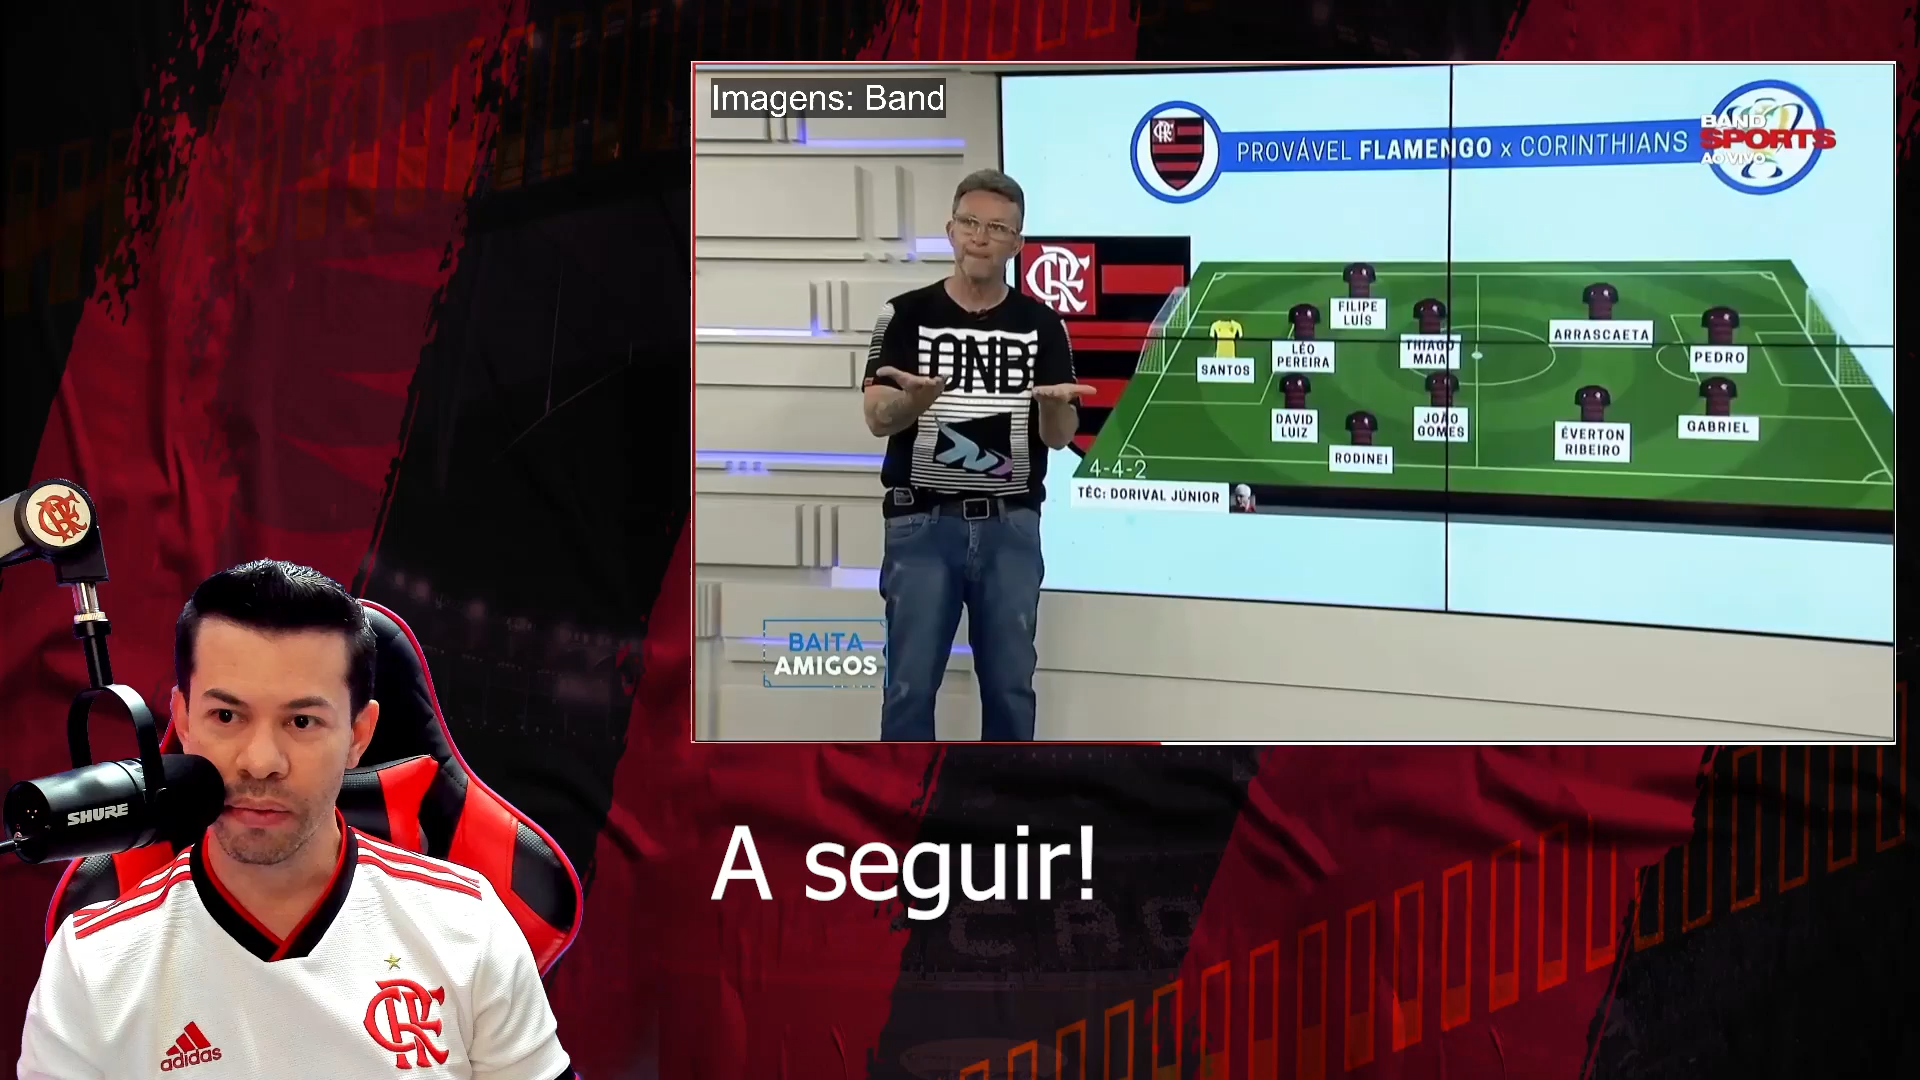 Imagens: Band
PROVÁVEL FLAMENGO x CORINTHIANS
BAND
SPORTS
AO VIVO
FILIPE
LUÍS
ARRASCAETA
LÉO
PEREIRA
THIAGO
MAIA
PEDRO
SANTOS
DAVID
LUIZ
JOÃO
GOMES
ÉVERTON
RIBEIRO
GABRIEL
RODINEI
4-4-2
TÉC: DORIVAL JÚNIOR
ONB
BAITA
AMIGOS
SHURE
A seguir!
adidas